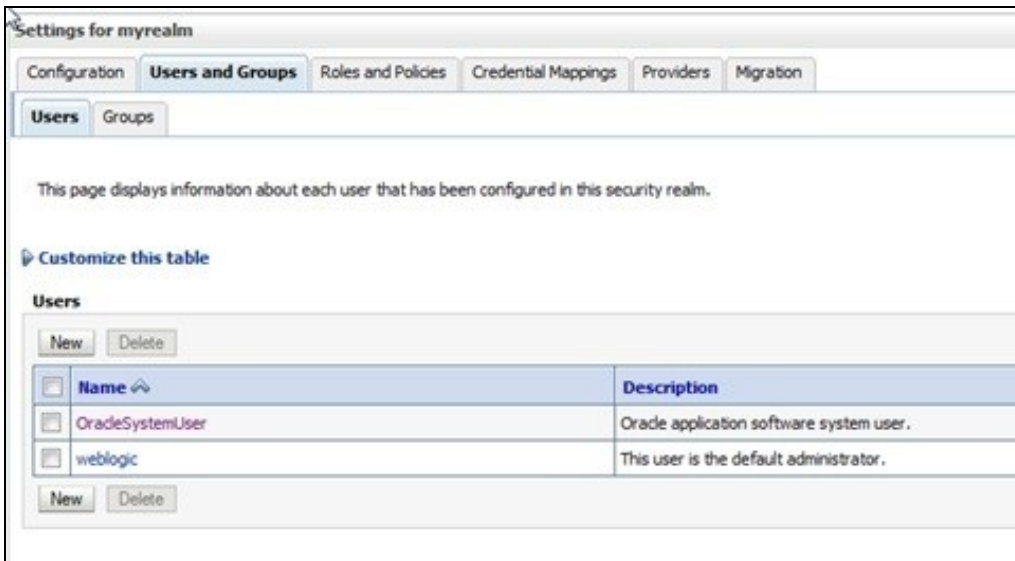 Settings for myrealm
Configuration Users and Groups Roles and Policies Credential Mappings Providers Migration
Users Groups
This page displays information about each user that has been configured in this security realm.
Customize this table
Users
New Delete
Name Description
OracleSystemUser Oracle application software system user.
weblogic This user is the default administrator.
New Delete